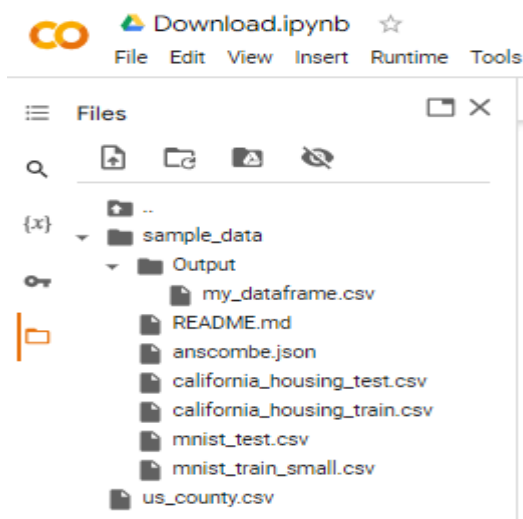 CO Download.ipynb
File Edit View Insert Runtime Tools
Files
..
{x}
sample_data
Output
my_dataframe.csv
README.md
anscombe.json
california_housing_test.csv
california_housing_train.csv
mnist_test.csv
mnist_train_small.csv
us_county.csv